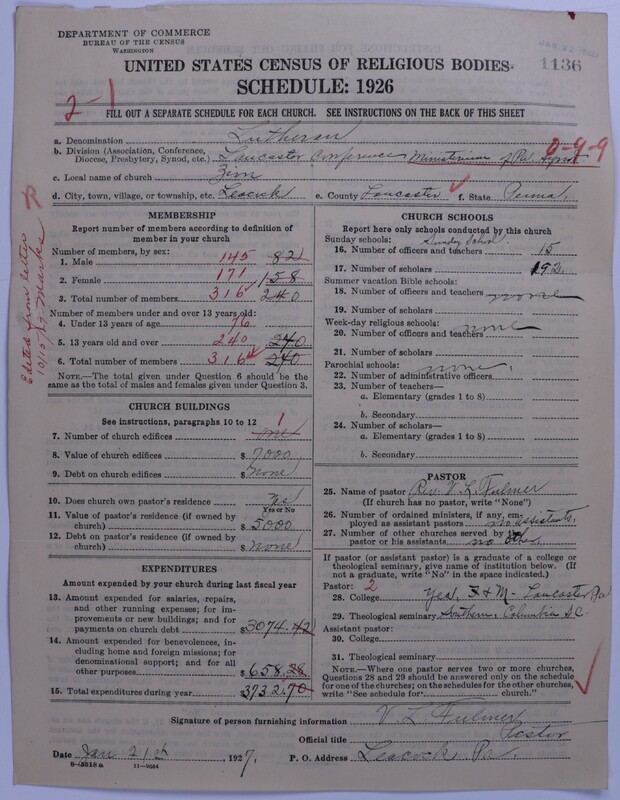 DEPARTMENT OF COMMERCE
BUREAU OF THE CENSUS
WASHINGTON
UNITED STATES CENSUS OF RELIGIOUS BODIES
1136
SCHEDULE: 1926
2-1
FILL OUT A SEPARATE SCHEDULE FOR EACH CHURCH. SEE INSTRUCTIONS ON THE BACK OF THIS SHEET
0-9-9
a. Denomination Lutheran
b. Division (Association, Conference, Diocese, Presbytery, Synod, etc.) Lancaster Conference Ministerium of Pa. Synod
c. Local name of church Zion
d. City, town, village, or township, etc. Leacock e. County Lancaster f. State Penna.
Edited from letter 10/15/27 Marks
MEMBERSHIP
Report number of members according to definition of member in your church
Number of members, by sex:
1. Male 145 82
2. Female 171 158
3. Total number of members 316 240
Number of members under and over 13 years old:
4. Under 13 years of age 76
5. 13 years old and over 240 240
6. Total number of members 316 240
NOTE.—The total given under Question 6 should be the same as the total of males and females given under Question 3.
CHURCH BUILDINGS
See instructions, paragraphs 10 to 12
7. Number of church edifices one 1
8. Value of church edifices $ 7000
9. Debt on church edifices $ None
10. Does church own pastor's residence Yes
Yes or No
11. Value of pastor's residence (if owned by church) $ 5000
12. Debt on pastor's residence (if owned by church) $ None
EXPENDITURES
Amount expended by your church during last fiscal year
13. Amount expended for salaries, repairs, and other running expenses; for improvements or new buildings; and for payments on church debt $ 3074.42
14. Amount expended for benevolences, including home and foreign missions; for denominational support; and for all other purposes $ 658.28
15. Total expenditures during year $ 3732.70
CHURCH SCHOOLS
Report here only schools conducted by this church
Sunday schools: Sunday School
16. Number of officers and teachers 15
17. Number of scholars 192
Summer vacation Bible schools:
18. Number of officers and teachers none
19. Number of scholars
Week-day religious schools:
20. Number of officers and teachers none
21. Number of scholars
Parochial schools: none
22. Number of administrative officers
23. Number of teachers—
a. Elementary (grades 1 to 8)
b. Secondary
24. Number of scholars—
a. Elementary (grades 1 to 8)
b. Secondary
PASTOR
25. Name of pastor Rev. V. L. Fulmer
(If church has no pastor, write "None")
26. Number of ordained ministers, if any, employed as assistant pastors no assistants.
27. Number of other churches served by pastor or his assistants no other.
If pastor (or assistant pastor) is a graduate of a college or theological seminary, give name of institution below. (If not a graduate, write "No" in the space indicated.)
Pastor: 2
28. College Yes, F & M - Lancaster Pa
29. Theological seminary Southern, Columbia S.C.
Assistant pastor:
30. College
31. Theological seminary
NOTE.—Where one pastor serves two or more churches, Questions 28 and 29 should be answered only on the schedule for one of the churches; on the schedules for the other churches, write "See schedule for church."
Signature of person furnishing information V. L. Fulmer
Official title Pastor
Date Jan 21st, 1927. P. O. Address Leacock Pa.
8-5518a 11-9064